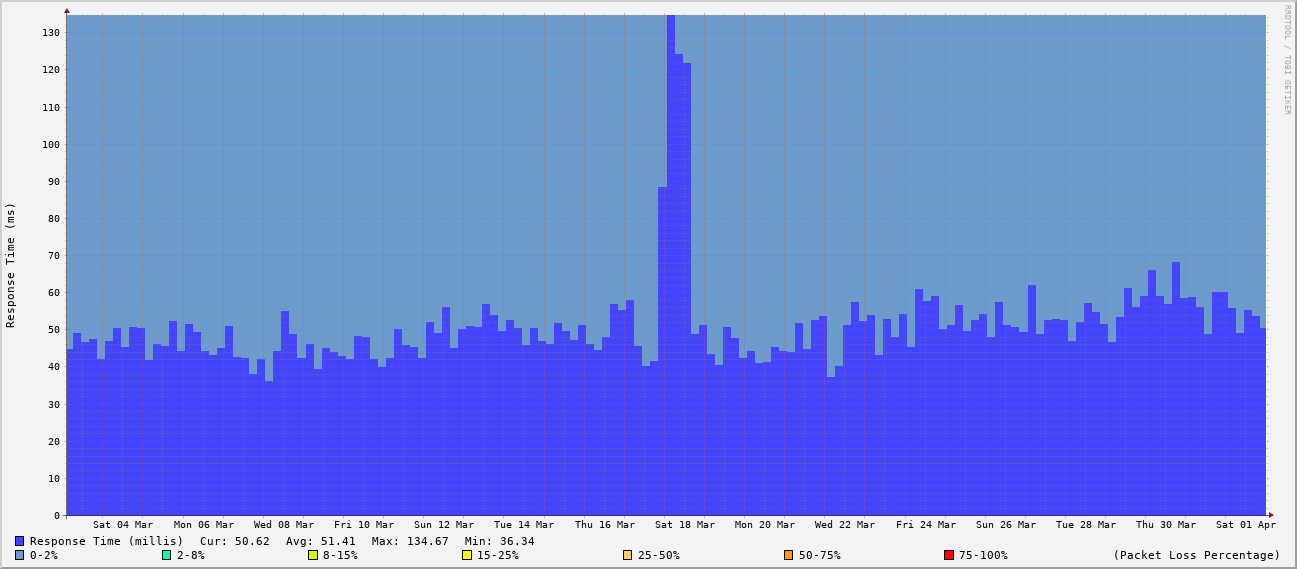 RRDTOOL / TOBI OETIKER
Response Time (ms)
130
120
110
100
90
80
70
60
50
40
30
20
10
0
Sat 04 Mar Mon 06 Mar Wed 08 Mar Fri 10 Mar Sun 12 Mar Tue 14 Mar Thu 16 Mar Sat 18 Mar Mon 20 Mar Wed 22 Mar Fri 24 Mar Sun 26 Mar Tue 28 Mar Thu 30 Mar Sat 01 Apr
Response Time (millis) Cur: 50.62 Avg: 51.41 Max: 134.67 Min: 36.34
0-2% 2-8% 8-15% 15-25% 25-50% 50-75% 75-100% (Packet Loss Percentage)